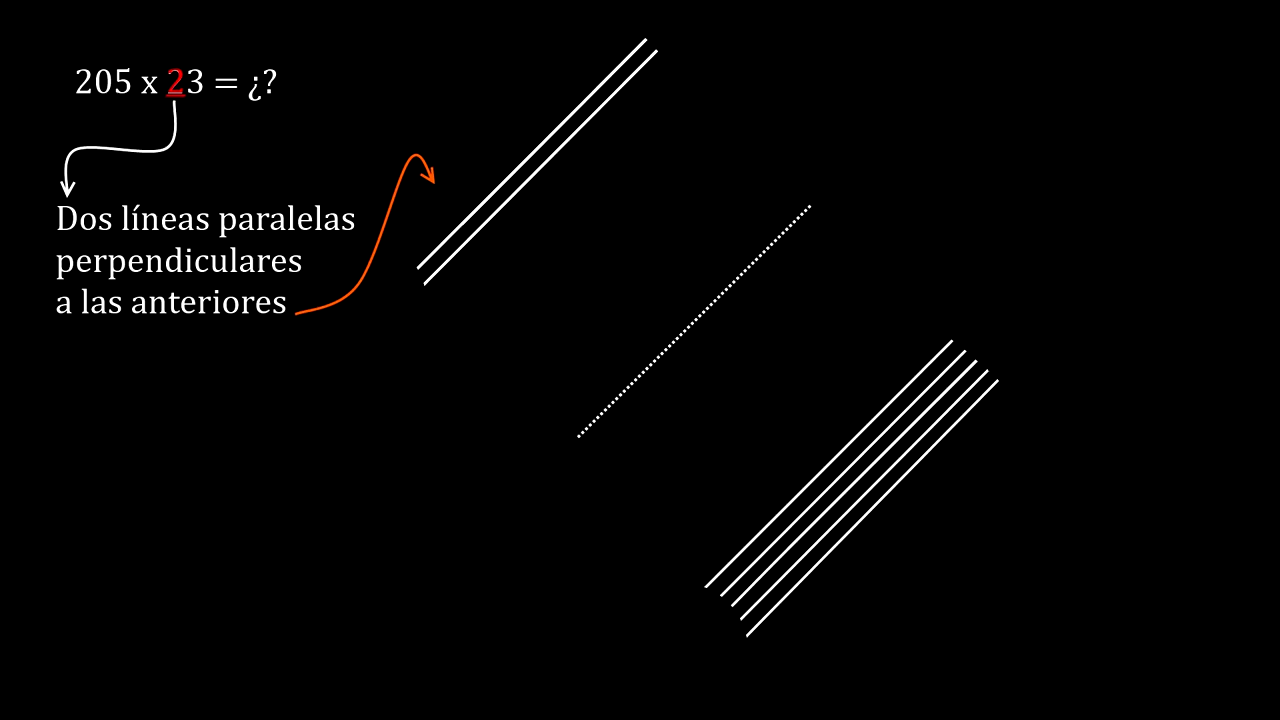 205 x 23 = ¿?
Dos líneas paralelas
perpendiculares
a las anteriores